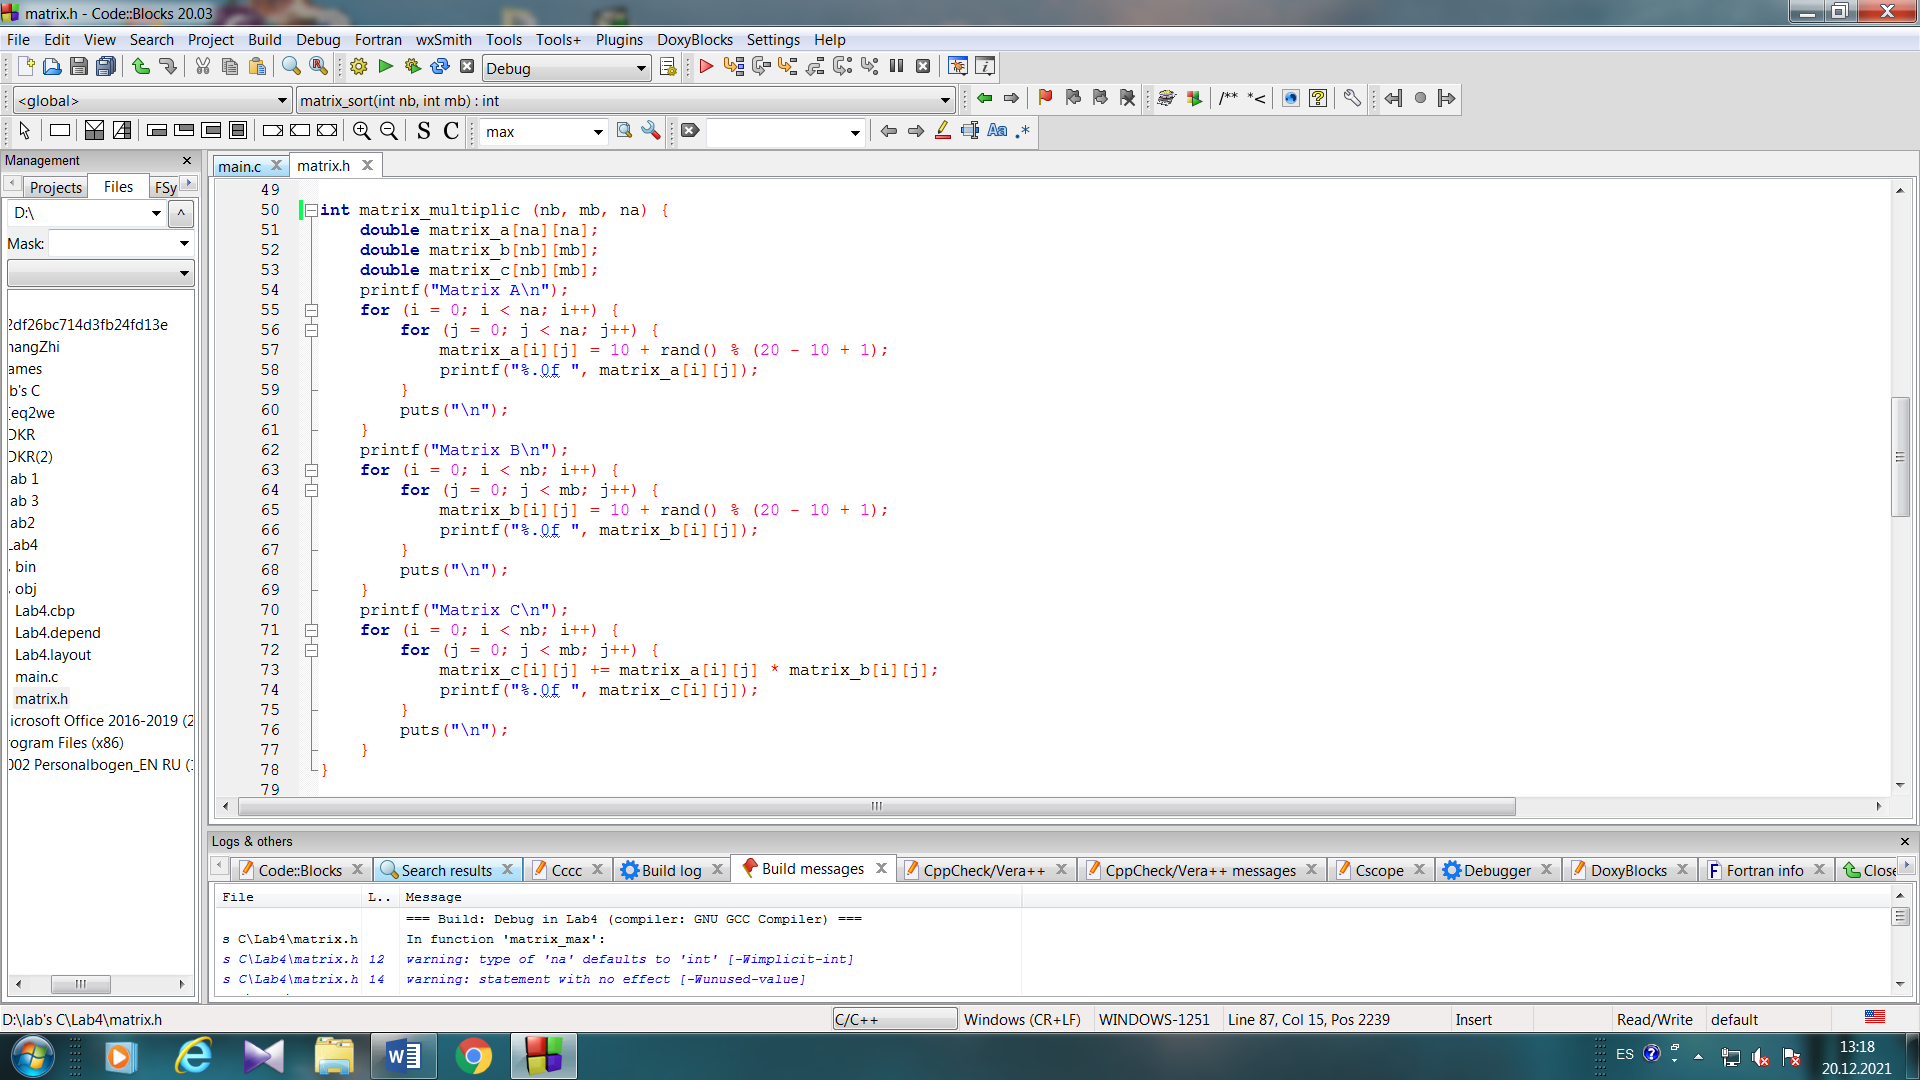 matrix.h - Code::Blocks 20.03
File Edit View Search Project Build Debug Fortran wxSmith Tools Tools+ Plugins DoxyBlocks Settings Help
Debug
<global> matrix_sort(int nb, int mb) : int /** *<
S C max Aa .*
Management
Projects Files FSy
D:\ ^
Mask:
2df26bc714d3fb24fd13e
hangZhi
ames
b's C
eq2we
OKR
OKR(2)
ab 1
ab 3
ab2
Lab4
bin
obj
Lab4.cbp
Lab4.depend
Lab4.layout
main.c
matrix.h
icrosoft Office 2016-2019 (2
rogram Files (x86)
002 Personalbogen_EN RU (
main.c matrix.h
49
50 int matrix_multiplic (nb, mb, na) {
51 double matrix_a[na][na];
52 double matrix_b[nb][mb];
53 double matrix_c[nb][mb];
54 printf("Matrix A\n");
55 for (i = 0; i < na; i++) {
56 for (j = 0; j < na; j++) {
57 matrix_a[i][j] = 10 + rand() % (20 - 10 + 1);
58 printf("%.0f ", matrix_a[i][j]);
59 }
60 puts("\n");
61 }
62 printf("Matrix B\n");
63 for (i = 0; i < nb; i++) {
64 for (j = 0; j < mb; j++) {
65 matrix_b[i][j] = 10 + rand() % (20 - 10 + 1);
66 printf("%.0f ", matrix_b[i][j]);
67 }
68 puts("\n");
69 }
70 printf("Matrix C\n");
71 for (i = 0; i < nb; i++) {
72 for (j = 0; j < mb; j++) {
73 matrix_c[i][j] += matrix_a[i][j] * matrix_b[i][j];
74 printf("%.0f ", matrix_c[i][j]);
75 }
76 puts("\n");
77 }
78 }
79
Logs & others
Code::Blocks Search results Cccc Build log Build messages CppCheck/Vera++ CppCheck/Vera++ messages Cscope Debugger DoxyBlocks Fortran info Close
File L.. Message
=== Build: Debug in Lab4 (compiler: GNU GCC Compiler) ===
s C\Lab4\matrix.h In function 'matrix_max':
s C\Lab4\matrix.h 12 warning: type of 'na' defaults to 'int' [-Wimplicit-int]
s C\Lab4\matrix.h 14 warning: statement with no effect [-Wunused-value]
D:\lab's C\Lab4\matrix.h C/C++ Windows (CR+LF) WINDOWS-1251 Line 87, Col 15, Pos 2239 Insert Read/Write default
ES 13:18
20.12.2021